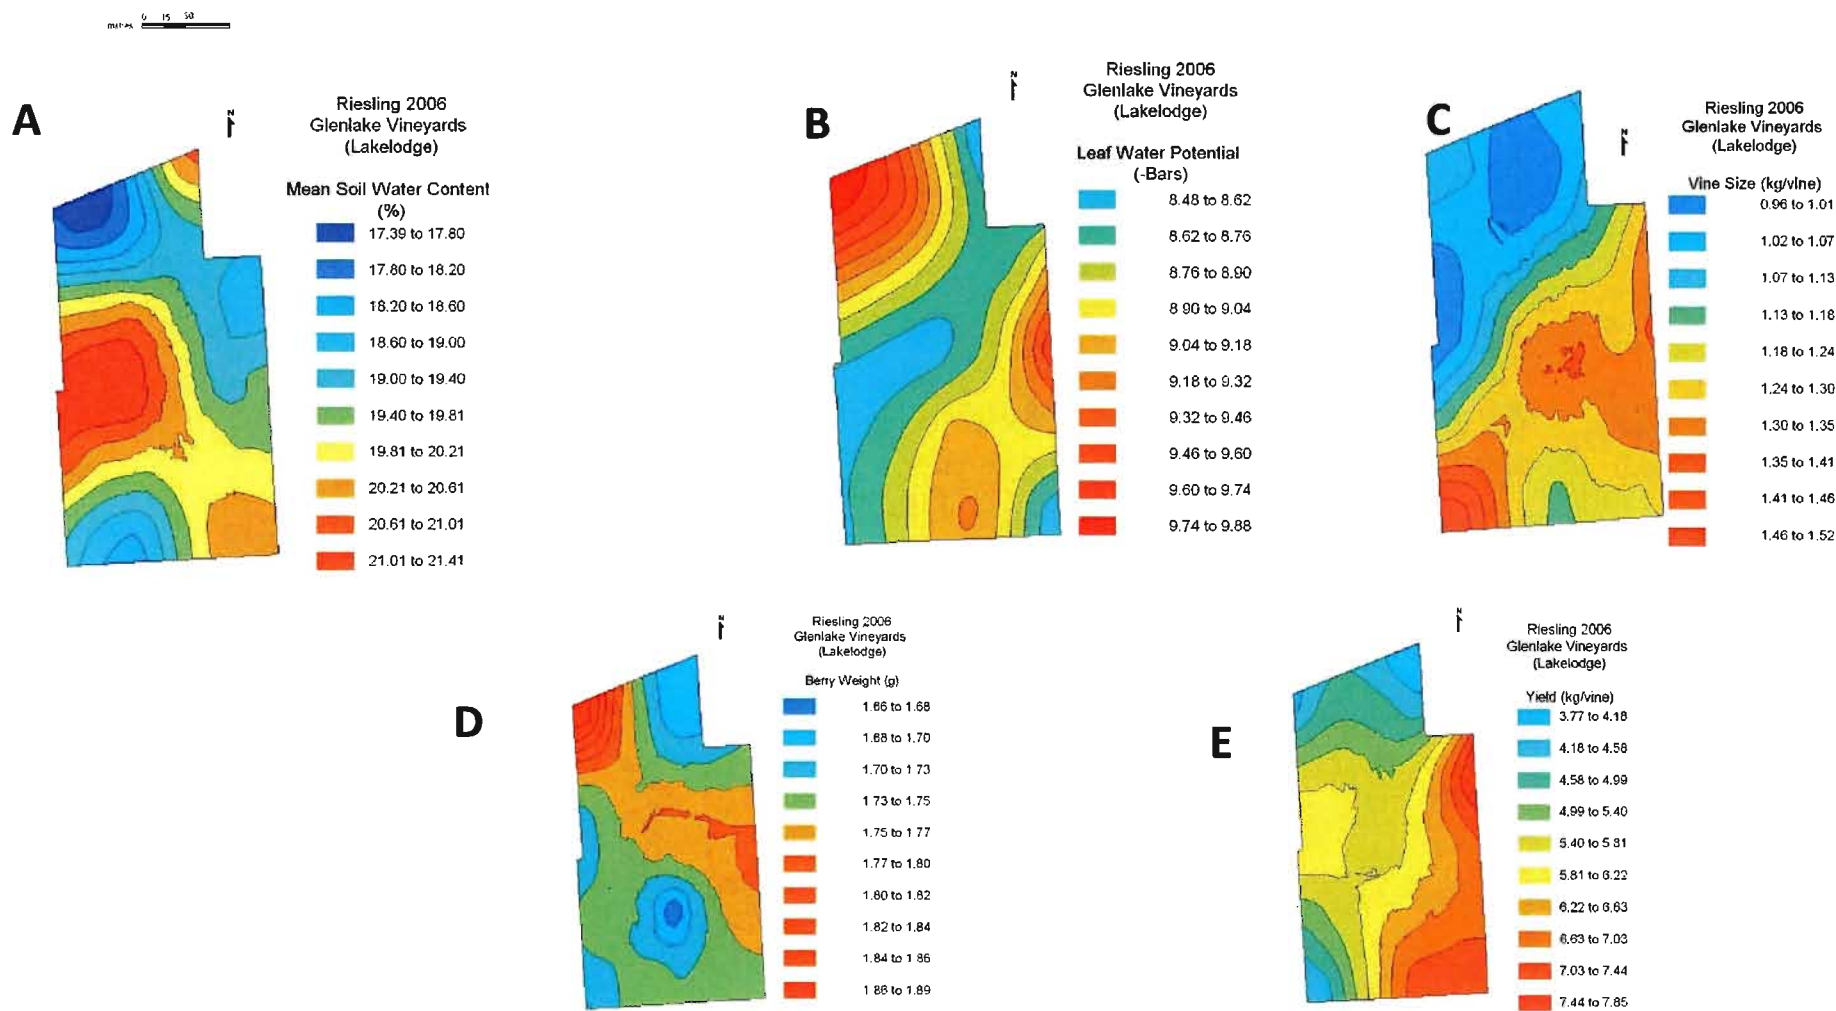 metres 0 15 50
A
N
Riesling 2006
Glenlake Vineyards
(Lakelodge)
Mean Soil Water Content
(%)
17.39 to 17.80
17.80 to 18.20
18.20 to 18.60
18.60 to 19.00
19.00 to 19.40
19.40 to 19.81
19.81 to 20.21
20.21 to 20.61
20.61 to 21.01
21.01 to 21.41
B
N
Riesling 2006
Glenlake Vineyards
(Lakelodge)
Leaf Water Potential
(-Bars)
8.48 to 8.62
8.62 to 8.76
8.76 to 8.90
8.90 to 9.04
9.04 to 9.18
9.18 to 9.32
9.32 to 9.46
9.46 to 9.60
9.60 to 9.74
9.74 to 9.88
C
N
Riesling 2006
Glenlake Vineyards
(Lakelodge)
Vine Size (kg/vine)
0.96 to 1.01
1.02 to 1.07
1.07 to 1.13
1.13 to 1.18
1.18 to 1.24
1.24 to 1.30
1.30 to 1.35
1.35 to 1.41
1.41 to 1.46
1.46 to 1.52
D
N
Riesling 2006
Glenlake Vineyards
(Lakelodge)
Berry Weight (g)
1.66 to 1.68
1.68 to 1.70
1.70 to 1.73
1.73 to 1.75
1.75 to 1.77
1.77 to 1.80
1.80 to 1.82
1.82 to 1.84
1.84 to 1.86
1.86 to 1.89
E
N
Riesling 2006
Glenlake Vineyards
(Lakelodge)
Yield (kg/vine)
3.77 to 4.18
4.18 to 4.58
4.58 to 4.99
4.99 to 5.40
5.40 to 5.81
5.81 to 6.22
6.22 to 6.63
6.63 to 7.03
7.03 to 7.44
7.44 to 7.85